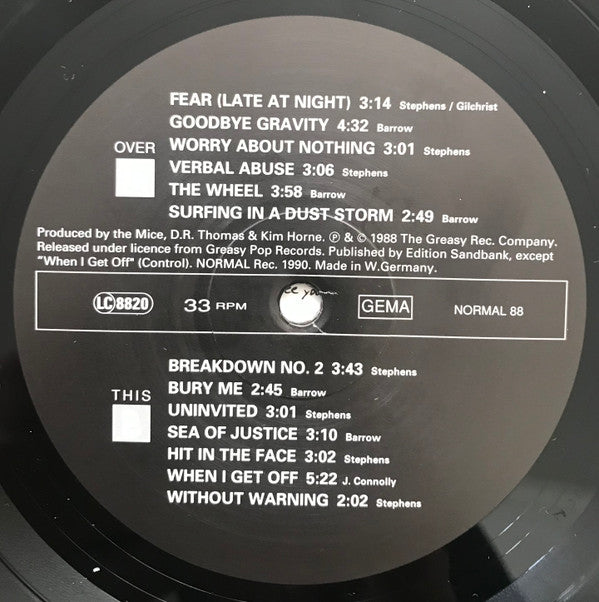 FEAR (LATE AT NIGHT) 3:14 Stephens / Gilchrist
GOODBYE GRAVITY 4:32 Barrow
OVER
WORRY ABOUT NOTHING 3:01 Stephens
VERBAL ABUSE 3:06 Stephens
THE WHEEL 3:58 Barrow
SURFING IN A DUST STORM 2:49 Barrow
Produced by the Mice, D.R. Thomas & Kim Horne. ℗ & © 1988 The Greasy Rec. Company.
Released under licence from Greasy Pop Records. Published by Edition Sandbank, except
"When I Get Off" (Control). NORMAL Rec. 1990. Made in W.Germany.
LC 8820 33 RPM GEMA NORMAL 88
BREAKDOWN NO. 2 3:43 Stephens
THIS
BURY ME 2:45 Barrow
UNINVITED 3:01 Stephens
SEA OF JUSTICE 3:10 Barrow
HIT IN THE FACE 3:02 Stephens
WHEN I GET OFF 5:22 J. Connolly
WITHOUT WARNING 2:02 Stephens